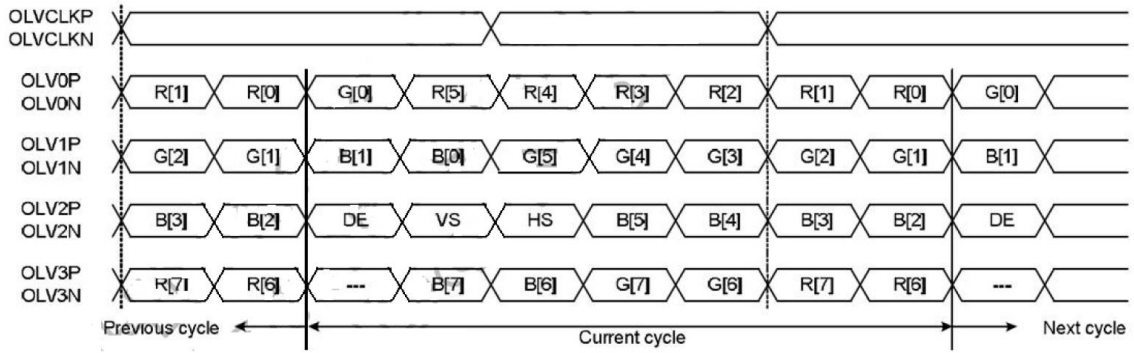 OLVCLKP
OLVCLKN
OLV0P
OLV0N
R[1] R[0] G[0] R[5] R[4] R[3] R[2] R[1] R[0] G[0]
OLV1P
OLV1N
G[2] G[1] B[1] B[0] G[5] G[4] G[3] G[2] G[1] B[1]
OLV2P
OLV2N
B[3] B[2] DE VS HS B[5] B[4] B[3] B[2] DE
OLV3P
OLV3N
R[7] R[6] --- B[7] B[6] G[7] G[6] R[7] R[6] ---
Previous cycle Current cycle Next cycle